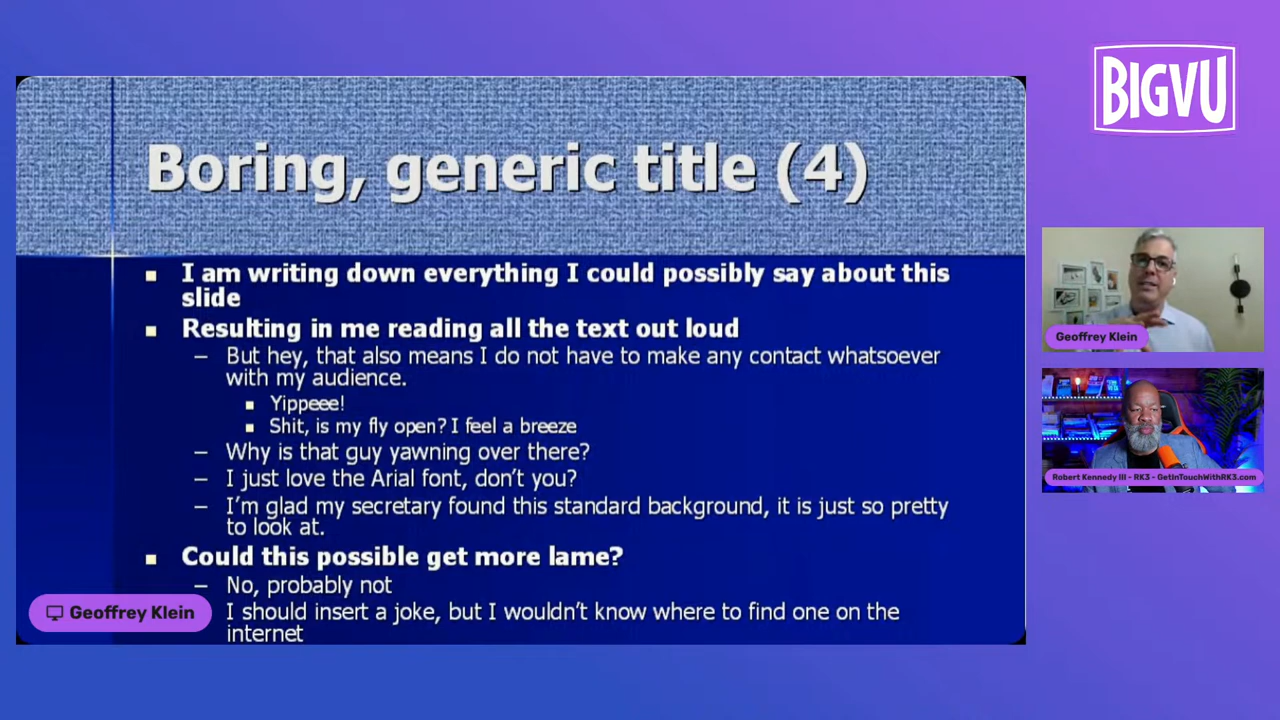 BIGVU
Boring, generic title (4)
I am writing down everything I could possibly say about this
slide
Resulting in me reading all the text out loud
– But hey, that also means I do not have to make any contact whatsoever
with my audience.
Yippeee!
Shit, is my fly open? I feel a breeze
– Why is that guy yawning over there?
– I just love the Arial font, don't you?
– I'm glad my secretary found this standard background, it is just so pretty
to look at.
Could this possible get more lame?
– No, probably not
I should insert a joke, but I wouldn't know where to find one on the
internet
Geoffrey Klein
Geoffrey Klein
Robert Kennedy III - RK3 - GetInTouchWithRK3.com